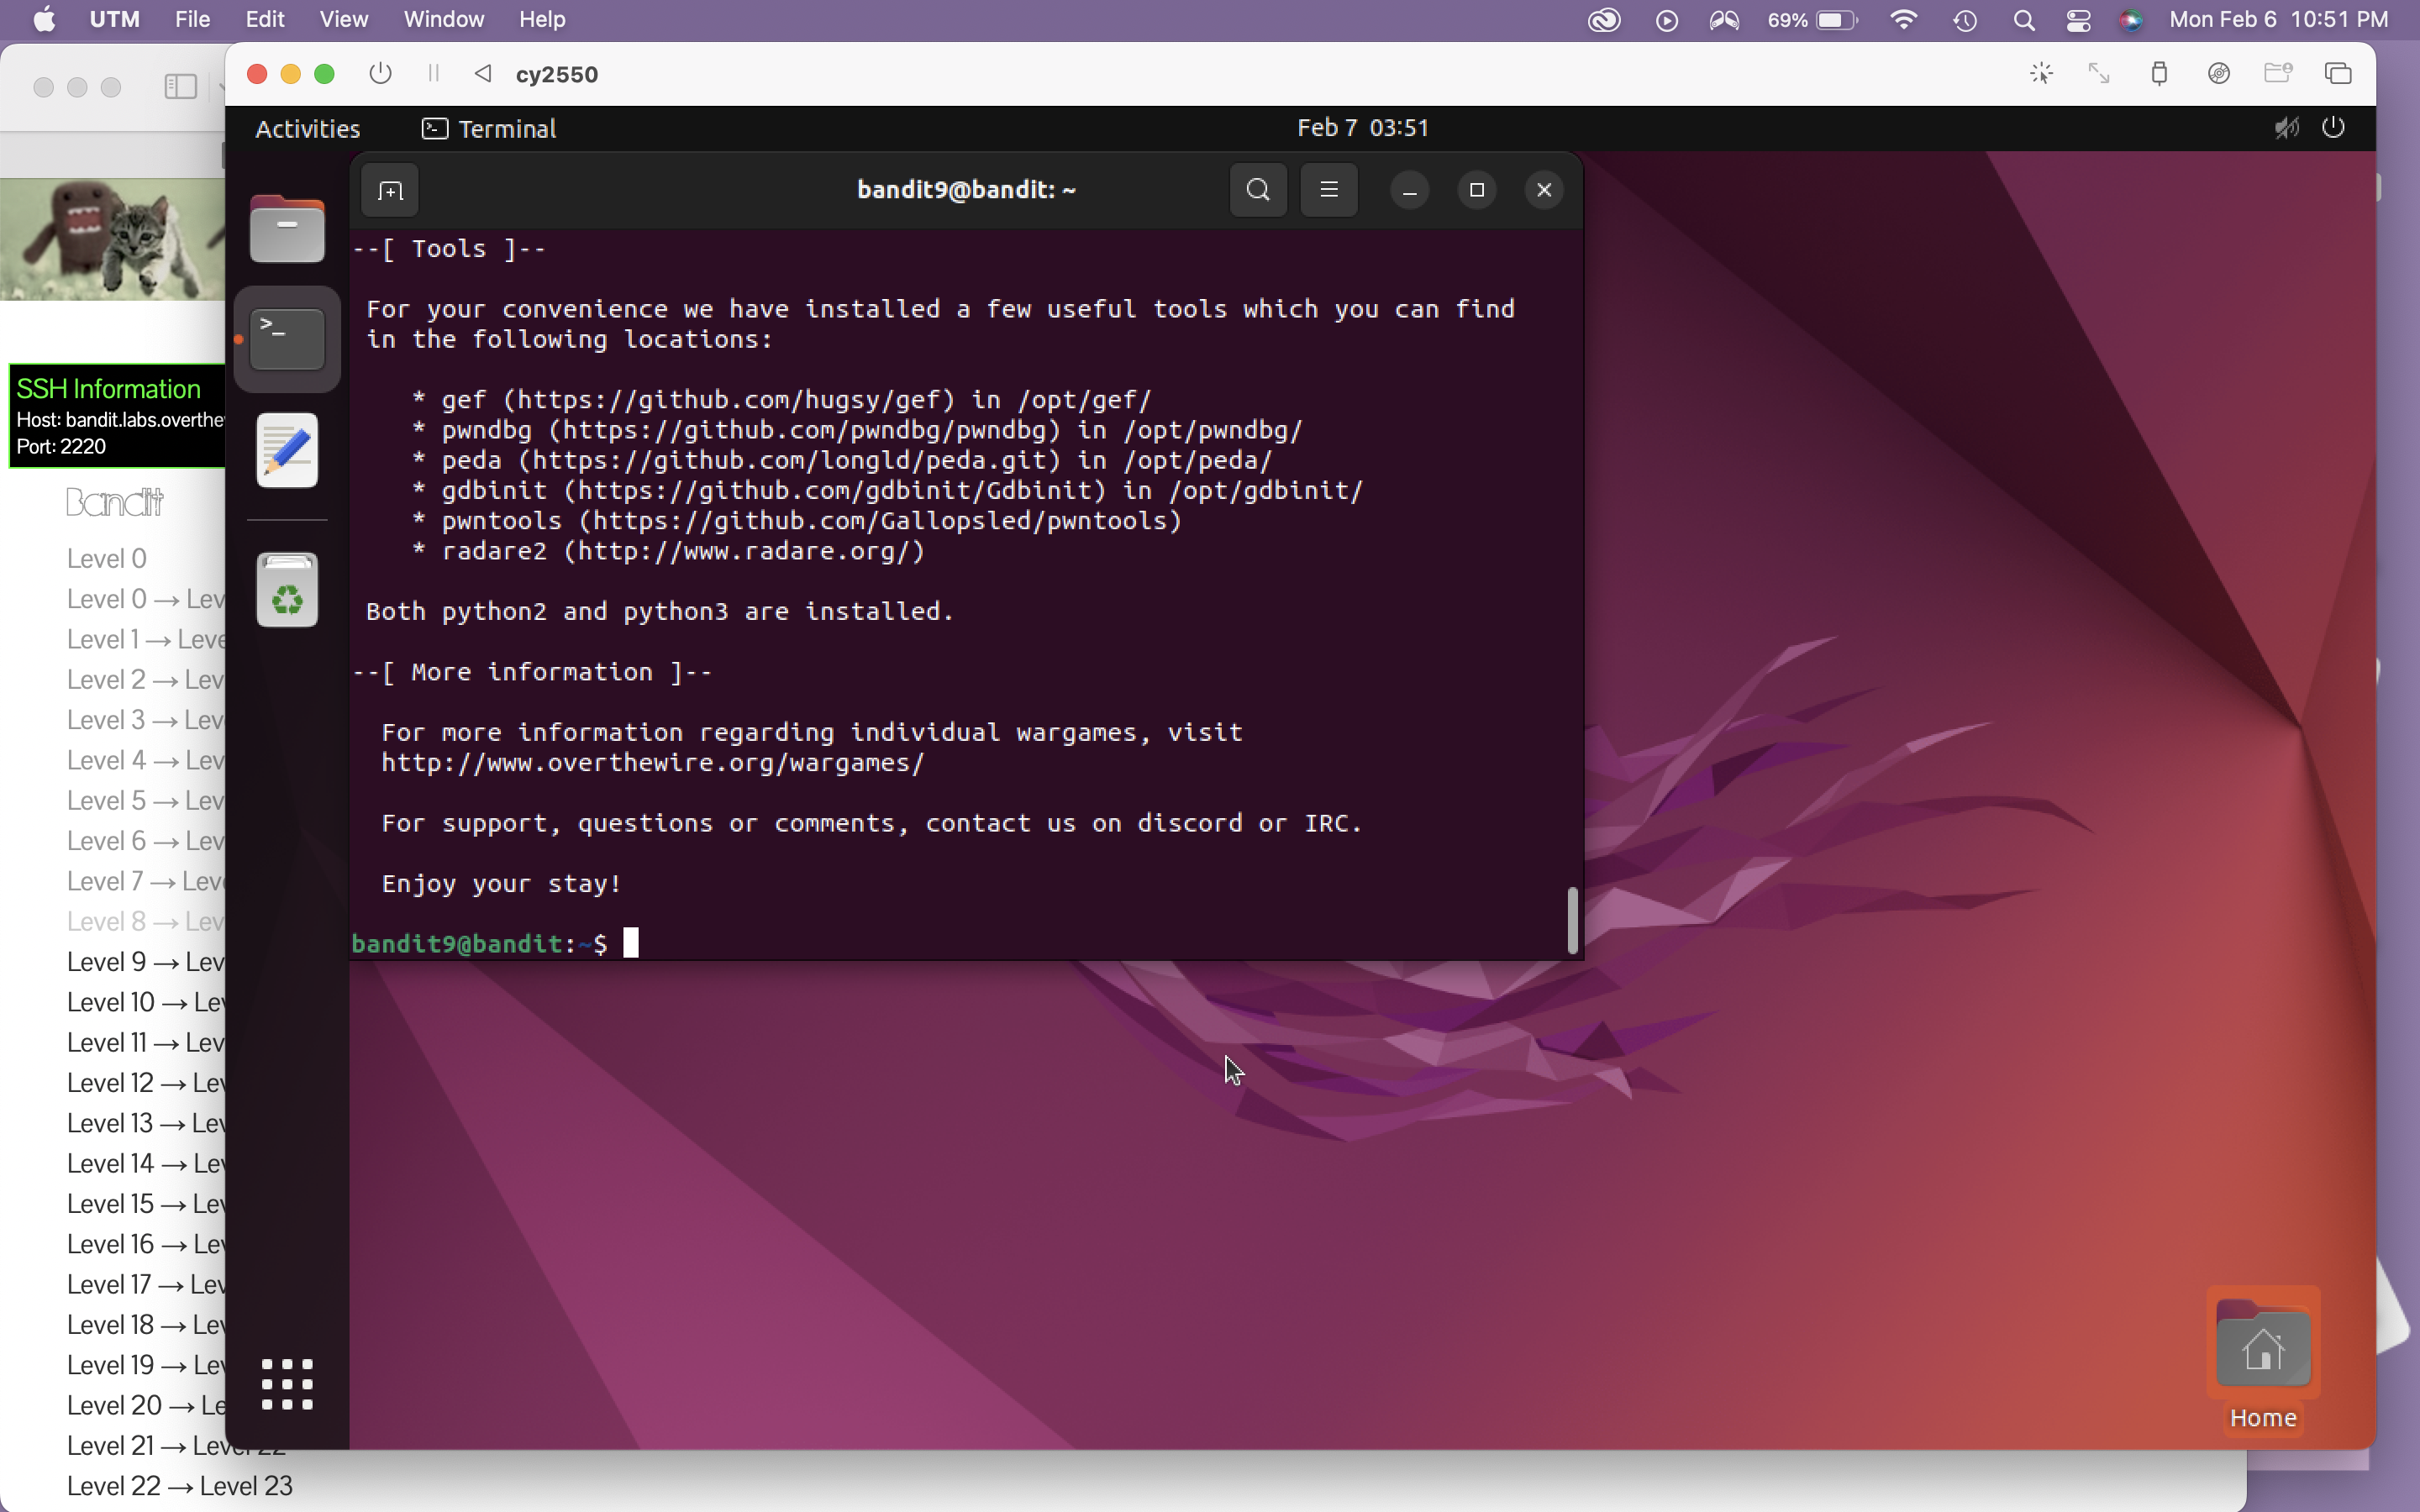 UTM File Edit View Window Help
69% Mon Feb 6 10:51 PM
cy2550
Activities Terminal Feb 7 03:51
bandit9@bandit: ~
--[ Tools ]--
For your convenience we have installed a few useful tools which you can find
in the following locations:
* gef (https://github.com/hugsy/gef) in /opt/gef/
* pwndbg (https://github.com/pwndbg/pwndbg) in /opt/pwndbg/
* peda (https://github.com/longld/peda.git) in /opt/peda/
* gdbinit (https://github.com/gdbinit/Gdbinit) in /opt/gdbinit/
* pwntools (https://github.com/Gallopsled/pwntools)
* radare2 (http://www.radare.org/)
Both python2 and python3 are installed.
--[ More information ]--
For more information regarding individual wargames, visit
http://www.overthewire.org/wargames/
For support, questions or comments, contact us on discord or IRC.
Enjoy your stay!
bandit9@bandit:~$
Home
SSH Information
Host: bandit.labs.overthe
Port: 2220
Bandit
Level 0
Level 0 → Lev
Level 1 → Leve
Level 2 → Lev
Level 3 → Lev
Level 4 → Lev
Level 5 → Lev
Level 6 → Lev
Level 7 → Leve
Level 8 → Lev
Level 9 → Lev
Level 10 → Le
Level 11 → Lev
Level 12 → Le
Level 13 → Le
Level 14 → Le
Level 15 → Le
Level 16 → Le
Level 17 → Lev
Level 18 → Le
Level 19 → Le
Level 20 → Le
Level 21 → Level 22
Level 22 → Level 23